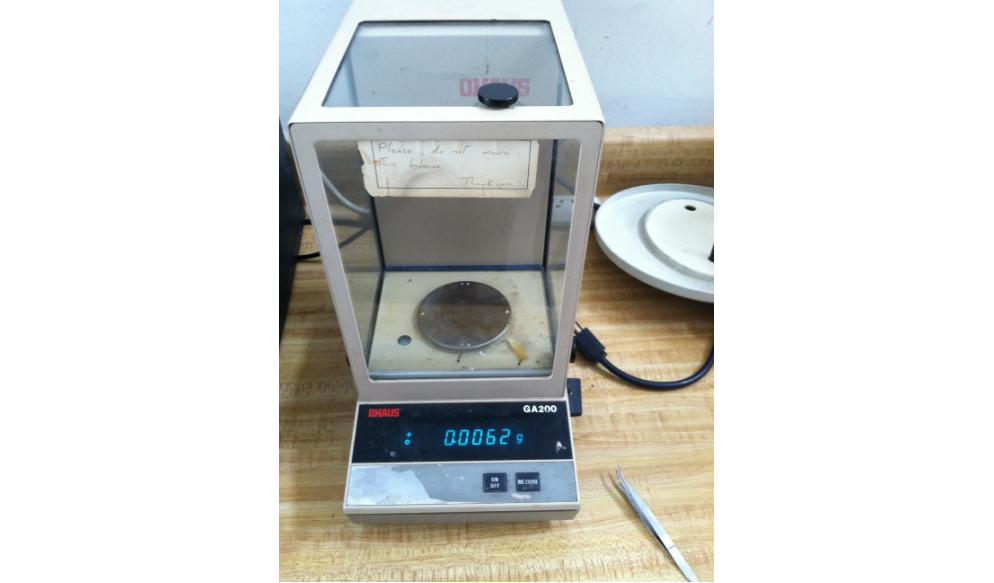 OHAUS
Please do not move
This balance.
Thank you
OHAUS
GA200
0.0062 g
ON
OFF
RE-ZERO